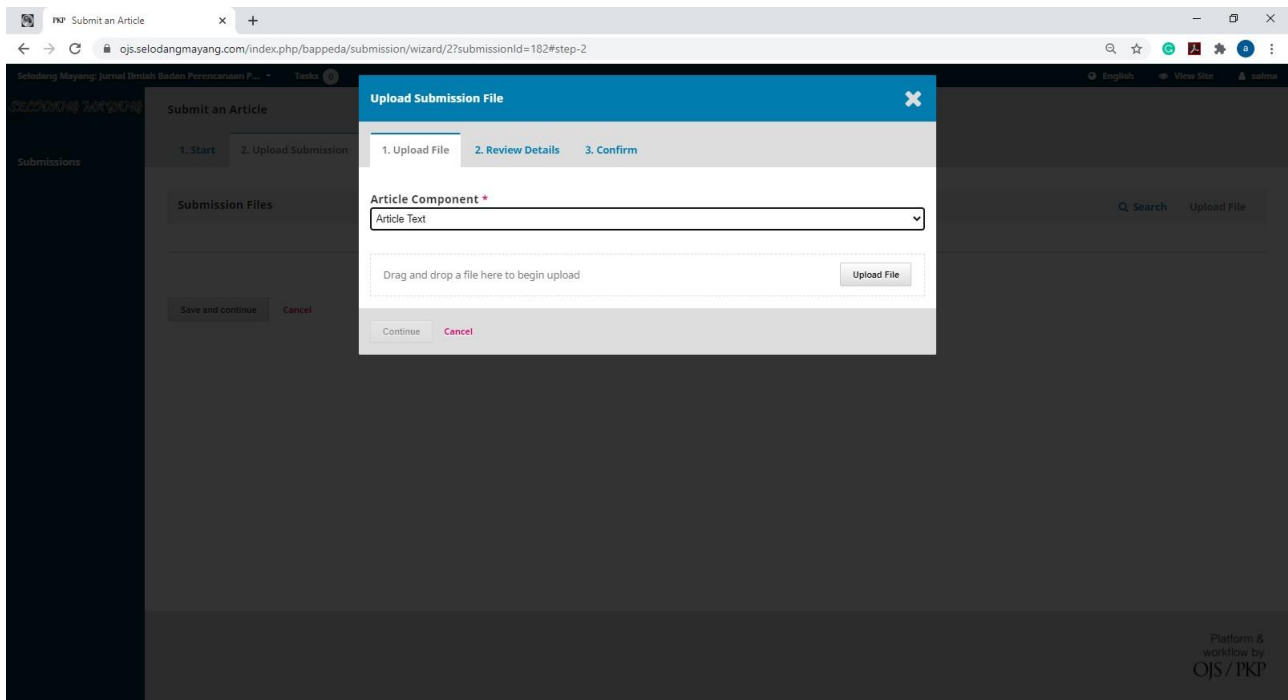 PKP Submit an Article
ojs.selodangmayang.com/index.php/bappeda/submission/wizard/2?submissionId=182#step-2
a
Selodang Mayang: Jurnal Ilmiah Badan Perencanaan P... Tasks 0
English View Site salma
SELODANG MAYANG
Submit an Article
1. Start 2. Upload Submission
Submissions
Submission Files
Search Upload File
Save and continue Cancel
Upload Submission File
1. Upload File 2. Review Details 3. Confirm
Article Component *
Article Text
Drag and drop a file here to begin upload Upload File
Continue Cancel
Platform &
workflow by
OJS / PKP